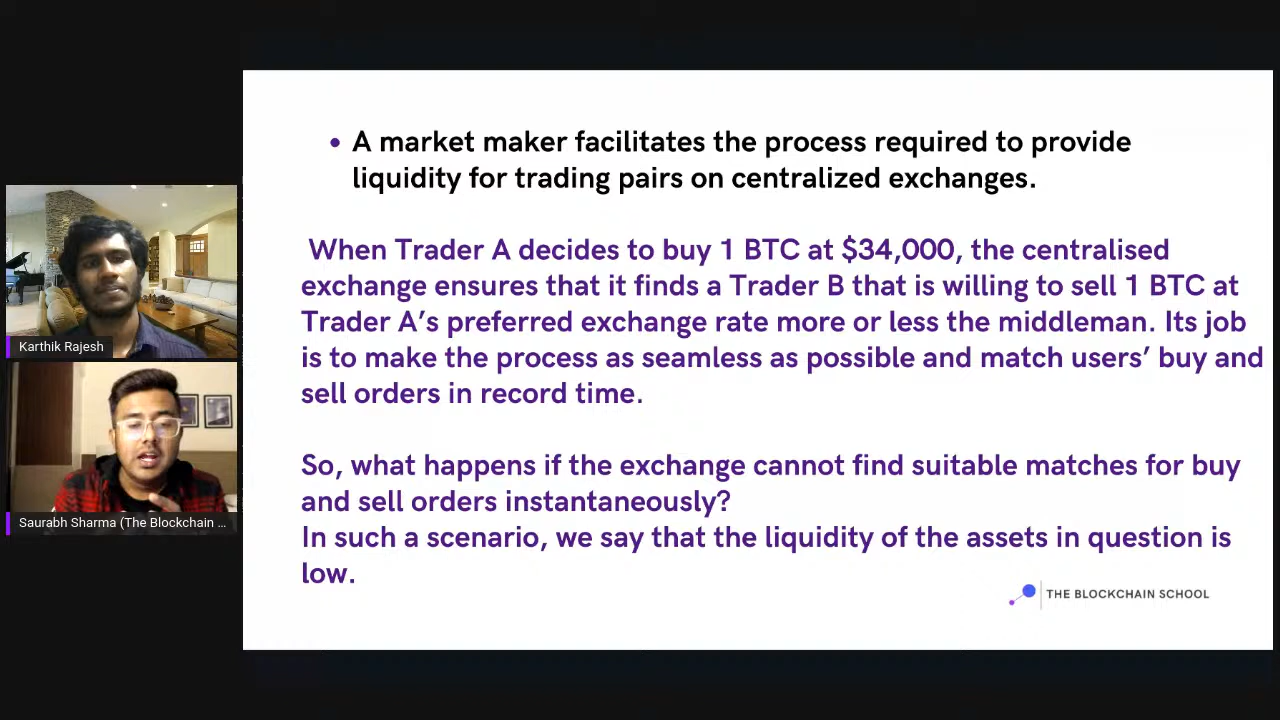 • A market maker facilitates the process required to provide
liquidity for trading pairs on centralized exchanges.
When Trader A decides to buy 1 BTC at $34,000, the centralised
exchange ensures that it finds a Trader B that is willing to sell 1 BTC at
Trader A’s preferred exchange rate more or less the middleman. Its job
is to make the process as seamless as possible and match users’ buy and
sell orders in record time.
So, what happens if the exchange cannot find suitable matches for buy
and sell orders instantaneously?
In such a scenario, we say that the liquidity of the assets in question is
low.
THE BLOCKCHAIN SCHOOL
Karthik Rajesh
Saurabh Sharma (The Blockchain ...